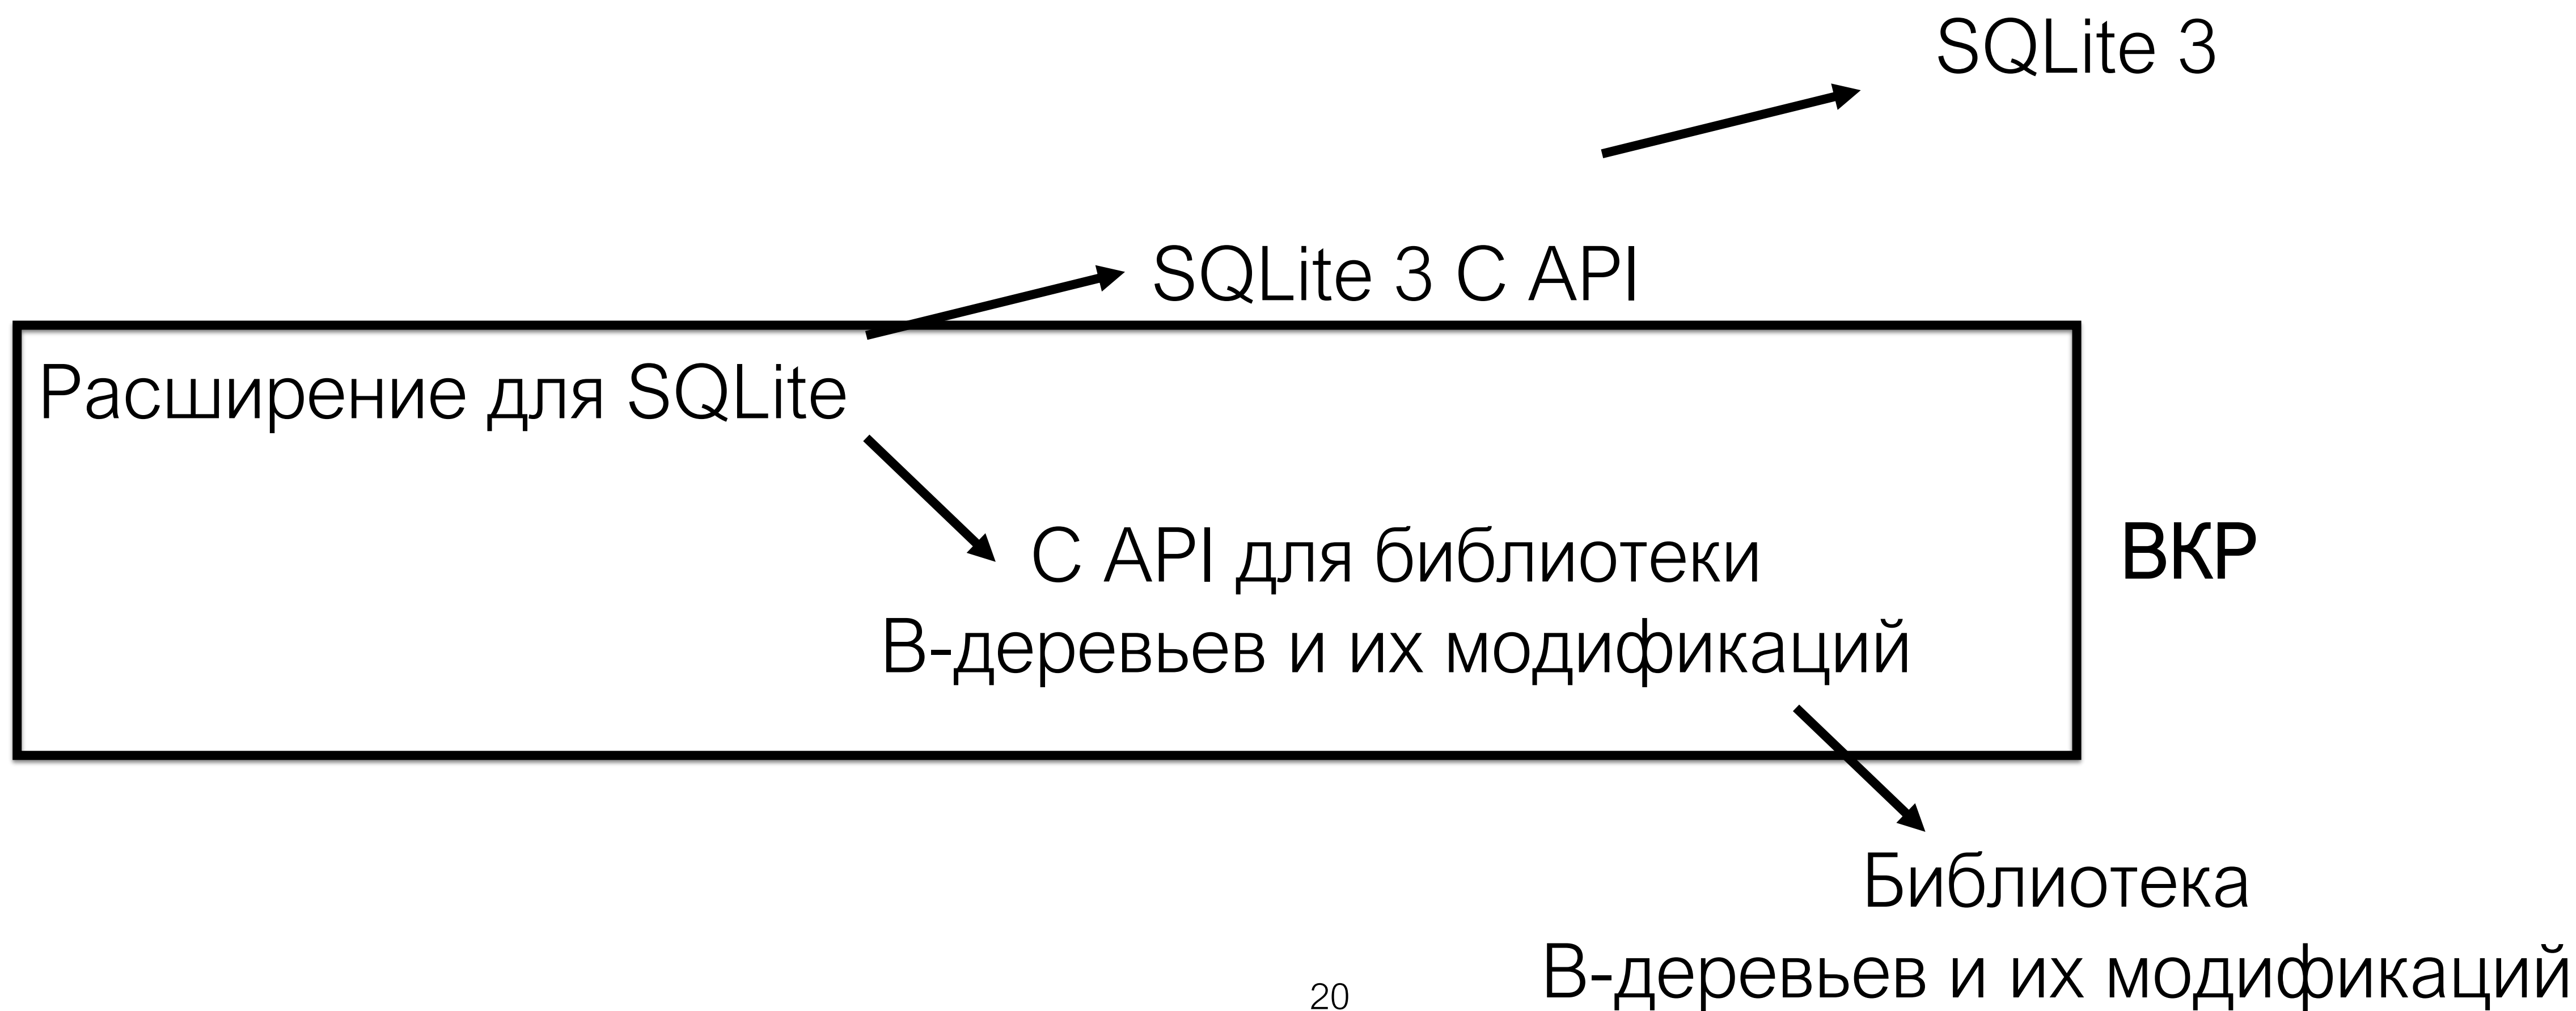 SQLite 3
SQLite 3 C API
Расширение для SQLite
C API для библиотеки
B-деревьев и их модификаций
ВКР
Библиотека
B-деревьев и их модификаций
20